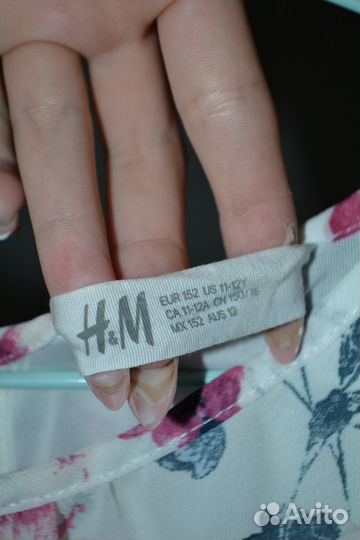 H&M
EUR 152 US 11-12Y
CA 11-12A CN 150/76
MX 152 AUS 12
Avito